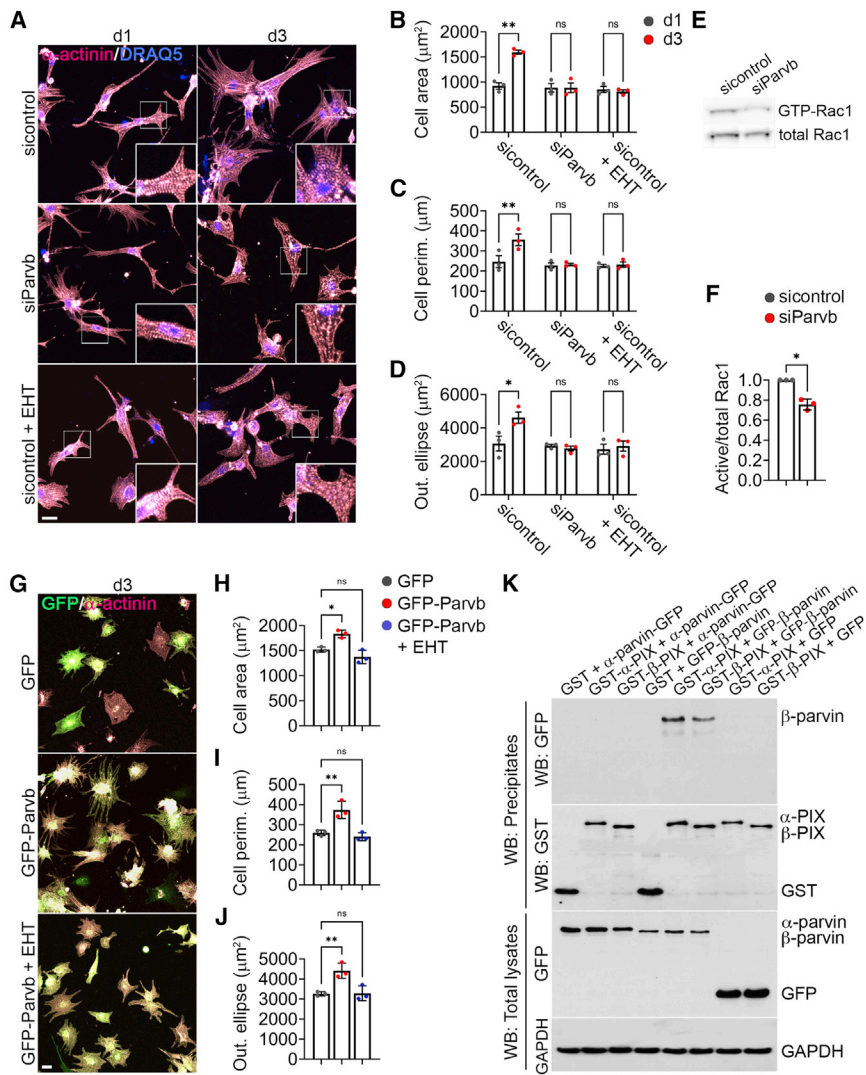 A
d1
d3
α-actinin/DRAQ5
sicontrol
siParvb
sicontrol + EHT
B
d1
d3
Cell area (μm²)
2000
1500
1000
500
0
**
ns
ns
sicontrol
siParvb
sicontrol
+ EHT
C
Cell perim. (μm)
500
400
300
200
100
0
**
ns
ns
sicontrol
siParvb
sicontrol
+ EHT
D
Out. ellipse (μm²)
6000
4000
2000
0
*
ns
ns
sicontrol
siParvb
sicontrol
+ EHT
E
sicontrol
siParvb
GTP-Rac1
total Rac1
F
sicontrol
siParvb
Active/total Rac1
*
1.0
0.8
0.6
0.4
0.2
0.0
G
d3
GFP/α-actinin
GFP
GFP-Parvb
GFP-Parvb + EHT
H
GFP
GFP-Parvb
GFP-Parvb
+ EHT
Cell area (μm²)
ns
*
2000
1500
1000
500
0
I
Cell perim. (μm)
ns
**
500
400
300
200
100
0
J
Out. ellipse (μm²)
ns
**
5000
4000
3000
2000
1000
0
K
GST + α-parvin-GFP
GST-α-PIX + α-parvin-GFP
GST-β-PIX + α-parvin-GFP
GST + GFP-β-parvin
GST-α-PIX + GFP-β-parvin
GST-β-PIX + GFP-β-parvin
GST-α-PIX + GFP
GST-β-PIX + GFP
WB: Precipitates
WB: GFP
β-parvin
WB: GST
α-PIX
β-PIX
GST
WB: Total lysates
GFP
α-parvin
β-parvin
GFP
GAPDH
GAPDH